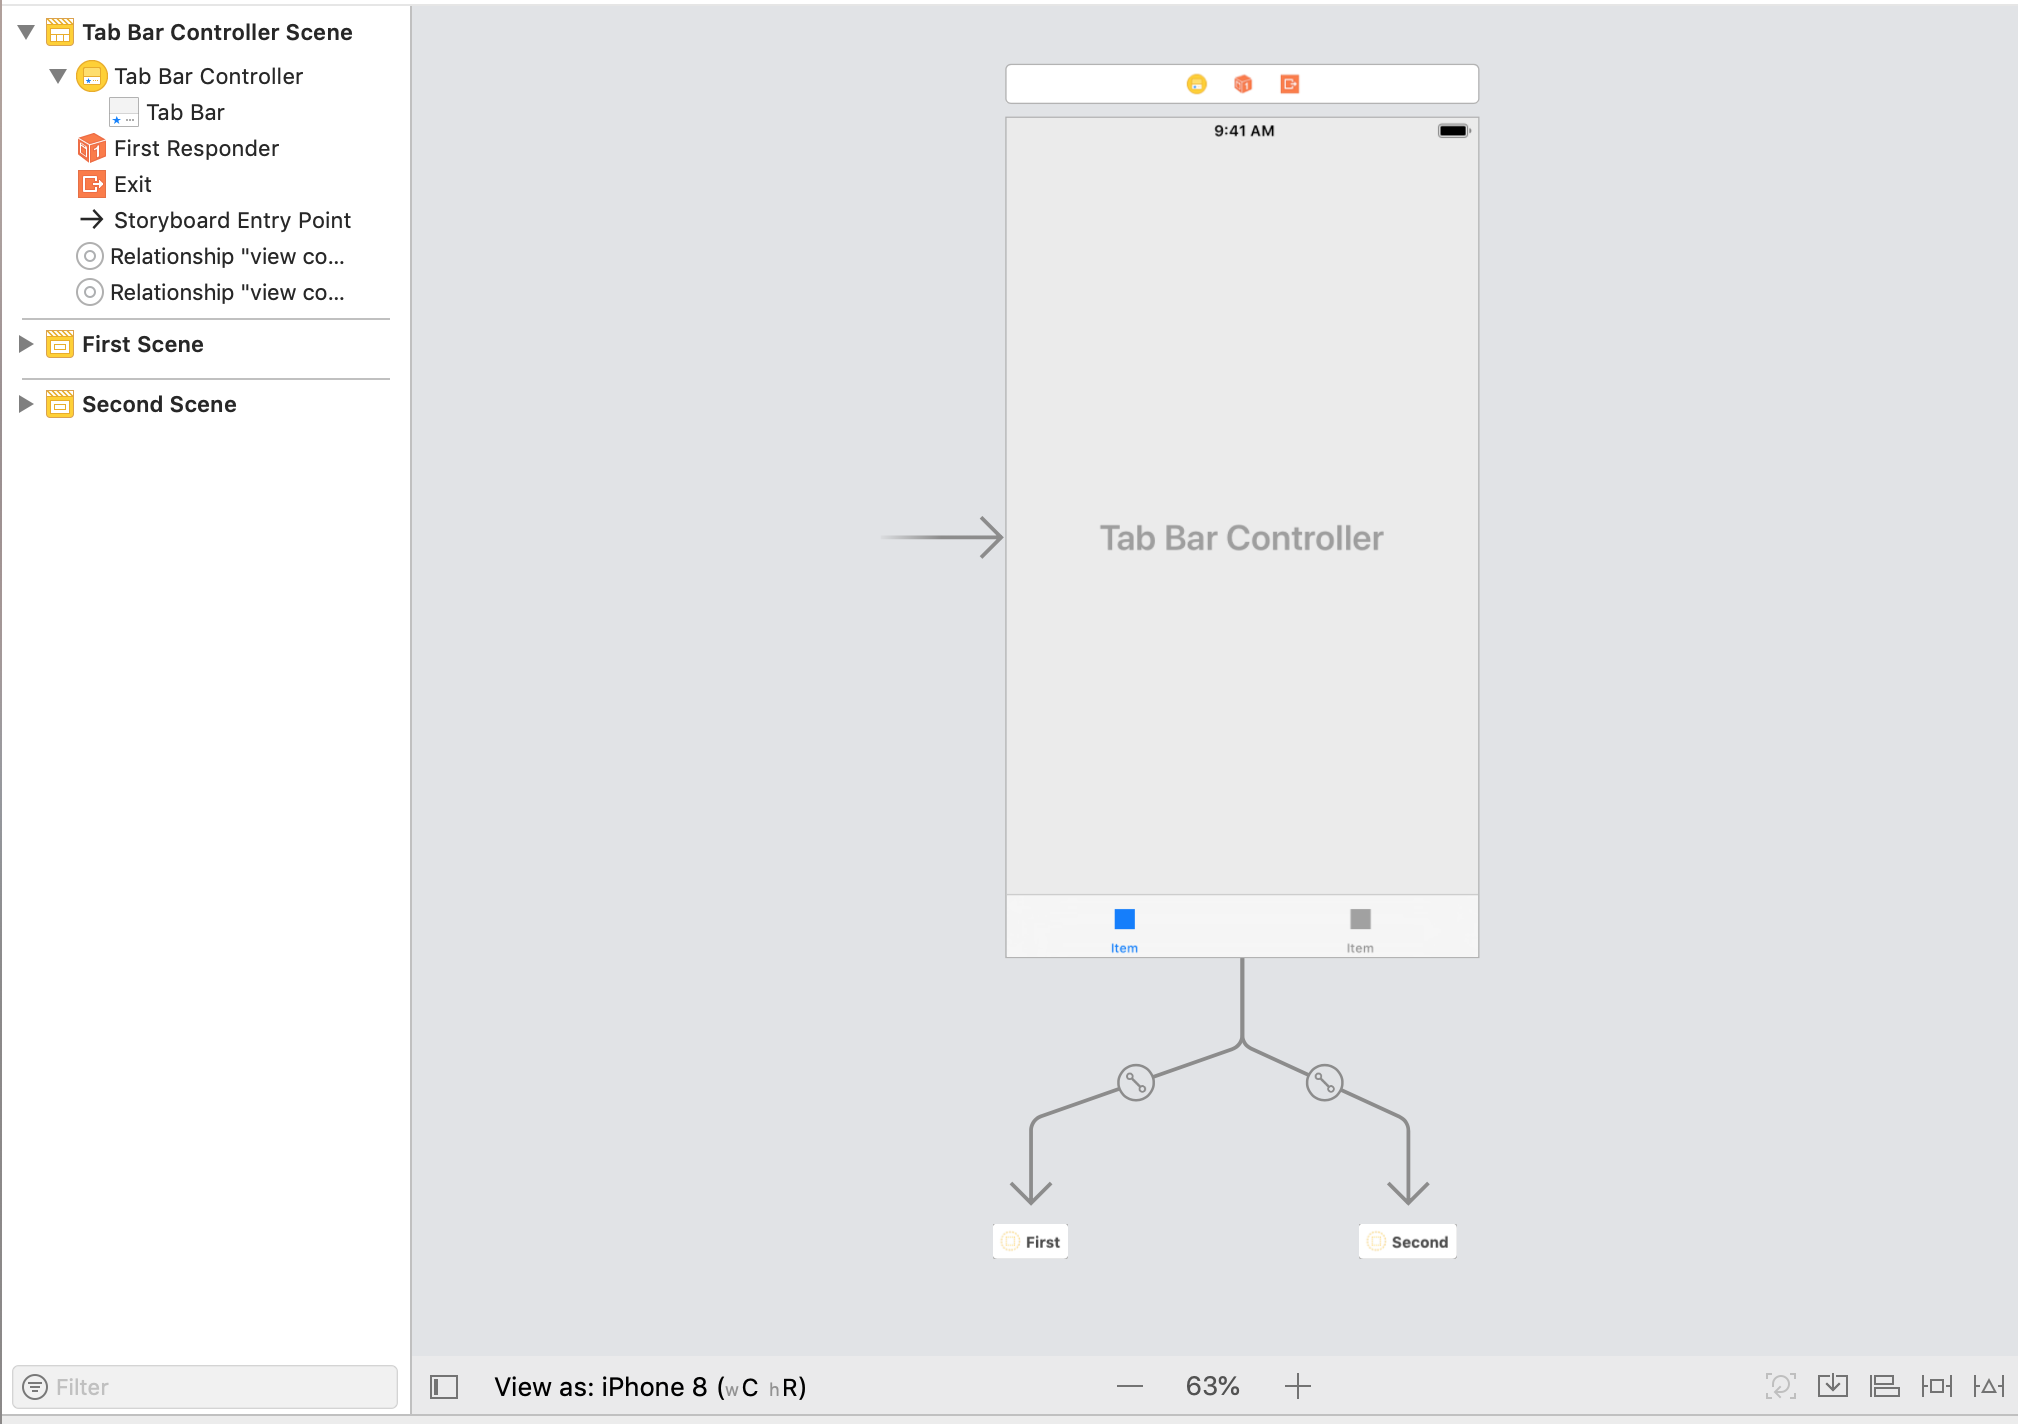 Tab Bar Controller Scene
Tab Bar Controller
Tab Bar
First Responder
Exit
Storyboard Entry Point
Relationship "view co...
Relationship "view co...
First Scene
Second Scene
Filter
9:41 AM
Tab Bar Controller
Item
Item
First
Second
View as: iPhone 8 (wC hR)
63%